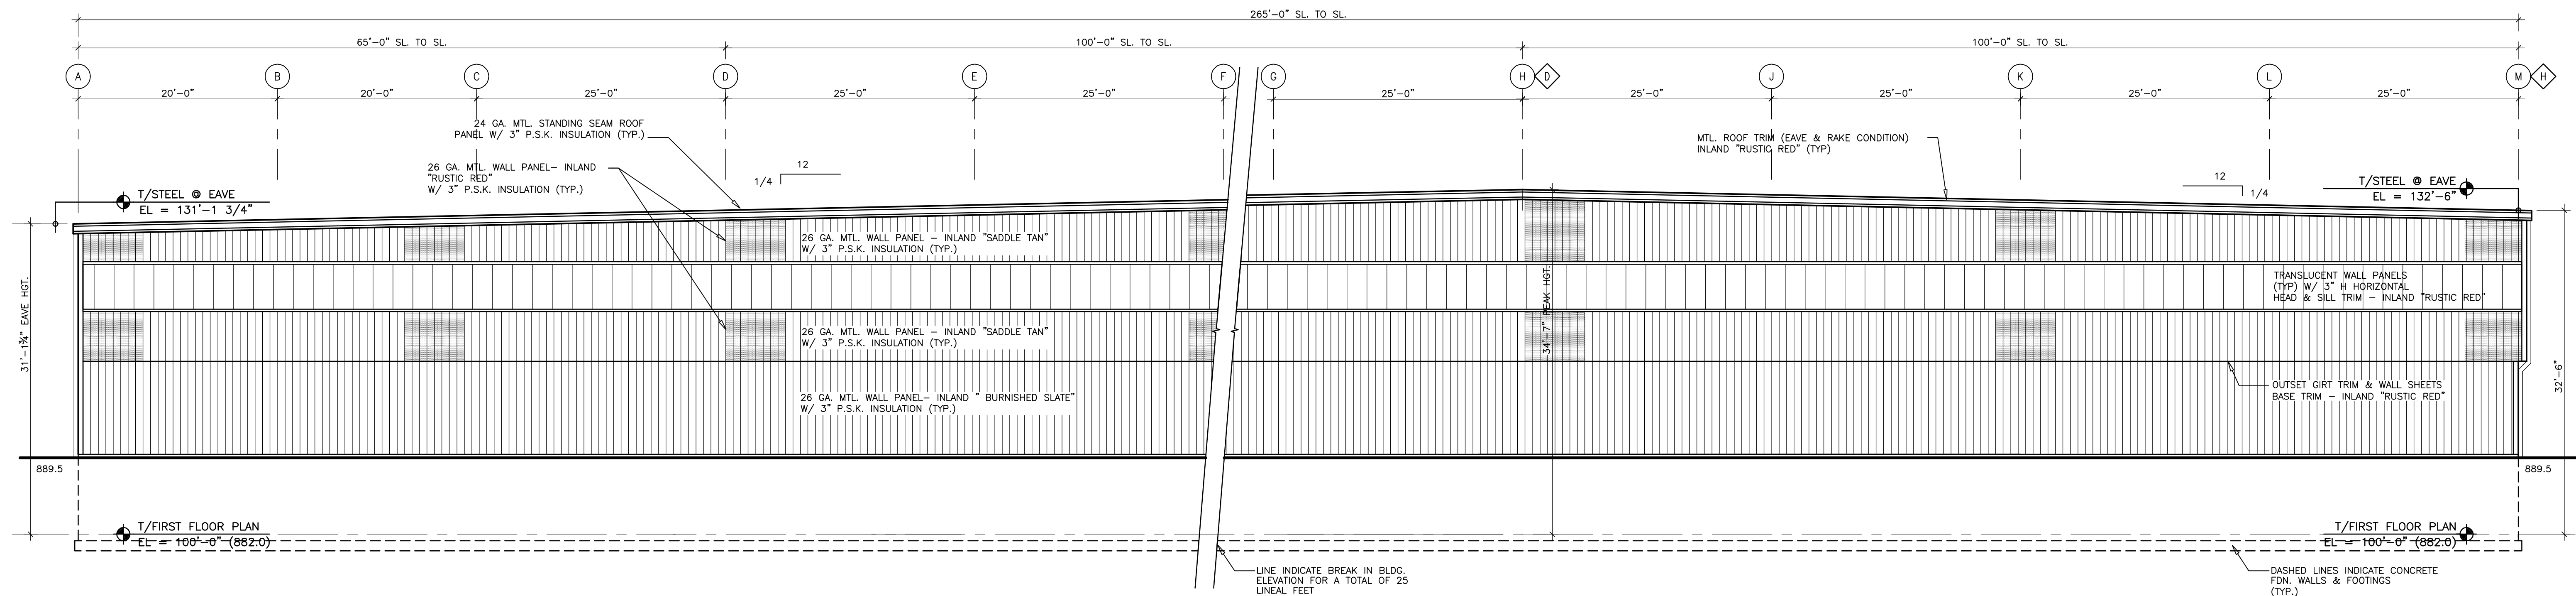 265'-0" SL. TO SL.
65'-0" SL. TO SL.
100'-0" SL. TO SL.
100'-0" SL. TO SL.
A
B
C
D
E
F
G
H
D
J
K
L
M
H
20'-0"
20'-0"
25'-0"
25'-0"
25'-0"
25'-0"
25'-0"
25'-0"
25'-0"
25'-0"
24 GA. MTL. STANDING SEAM ROOF
PANEL W/ 3" P.S.K. INSULATION (TYP.)
26 GA. MTL. WALL PANEL- INLAND
"RUSTIC RED"
W/ 3" P.S.K. INSULATION (TYP.)
12
1/4
MTL. ROOF TRIM (EAVE & RAKE CONDITION)
INLAND "RUSTIC RED" (TYP)
12
1/4
T/STEEL @ EAVE
EL = 131'-1 3/4"
T/STEEL @ EAVE
EL = 132'-6"
26 GA. MTL. WALL PANEL - INLAND "SADDLE TAN"
W/ 3" P.S.K. INSULATION (TYP.)
31'-1¾" EAVE HGT.
34'-7" PEAK HGT.
TRANSLUCENT WALL PANELS
(TYP) W/ 3" H HORIZONTAL
HEAD & SILL TRIM - INLAND "RUSTIC RED"
26 GA. MTL. WALL PANEL - INLAND "SADDLE TAN"
W/ 3" P.S.K. INSULATION (TYP.)
32'-6"
OUTSET GIRT TRIM & WALL SHEETS
BASE TRIM - INLAND "RUSTIC RED"
26 GA. MTL. WALL PANEL- INLAND " BURNISHED SLATE"
W/ 3" P.S.K. INSULATION (TYP.)
889.5
889.5
T/FIRST FLOOR PLAN
EL = 100'-0" (882.0)
T/FIRST FLOOR PLAN
EL = 100'-0" (882.0)
LINE INDICATE BREAK IN BLDG.
ELEVATION FOR A TOTAL OF 25
LINEAL FEET
DASHED LINES INDICATE CONCRETE
FDN. WALLS & FOOTINGS
(TYP.)